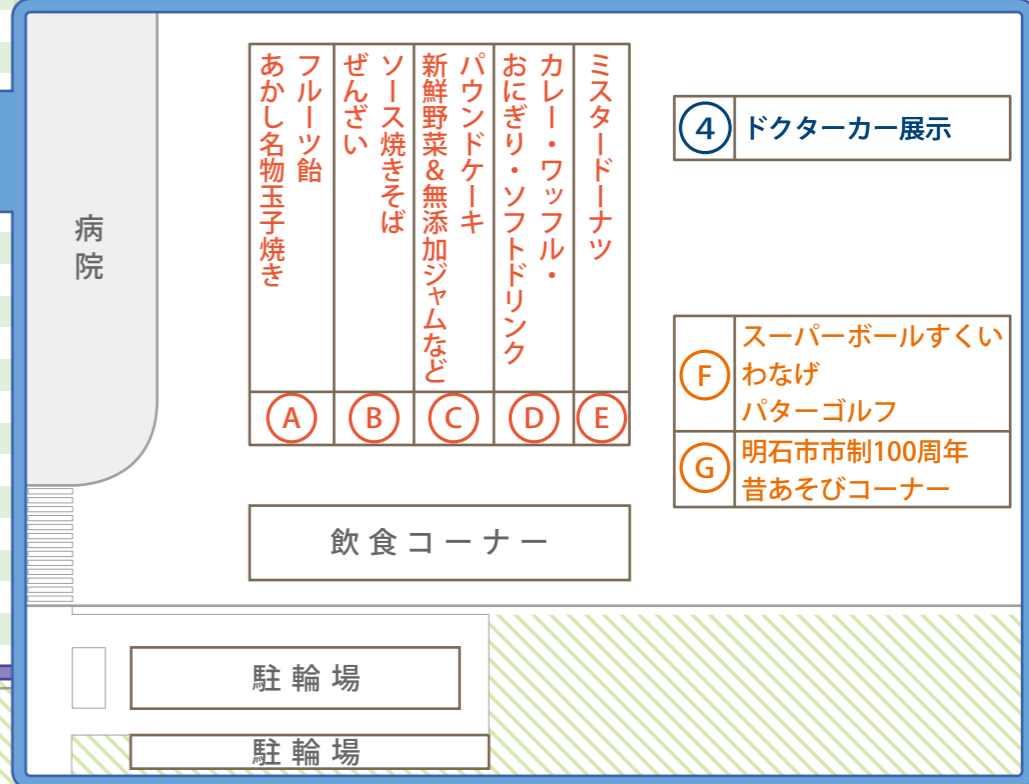 病院
フルーツ飴
あかし名物玉子焼き
A
ソース焼きそば
ぜんざい
B
パウンドケーキ
新鮮野菜&無添加ジャムなど
C
カレー・ワッフル・
おにぎり・ソフトドリンク
D
ミスタードーナツ
E
4 ドクターカー展示
F
スーパーボールすくい
わなげ
パターゴルフ
G
明石市市制100周年
昔あそびコーナー
飲食コーナー
駐輪場
駐輪場